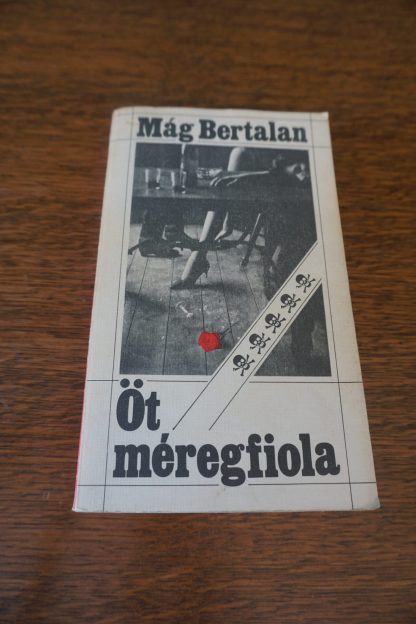 Mág Bertalan
Öt
méregfiola